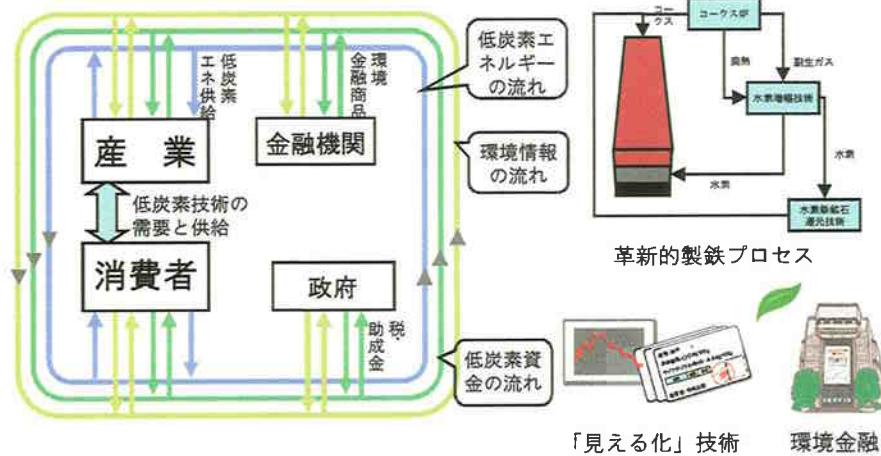 低炭素
エネ供給
環境
金融商品
産 業
金融機関
低炭素技術の
需要と供給
消費者
政府
税・
助成金
低炭素エ
ネルギー
の流れ
環境情報
の流れ
低炭素資
金の流れ
コークス炉
コー
クス
廃熱
副生ガス
水素増幅技術
水素
水素
水素鉄鉱石
還元技術
革新的製鉄プロセス
「見える化」技術
環境金融